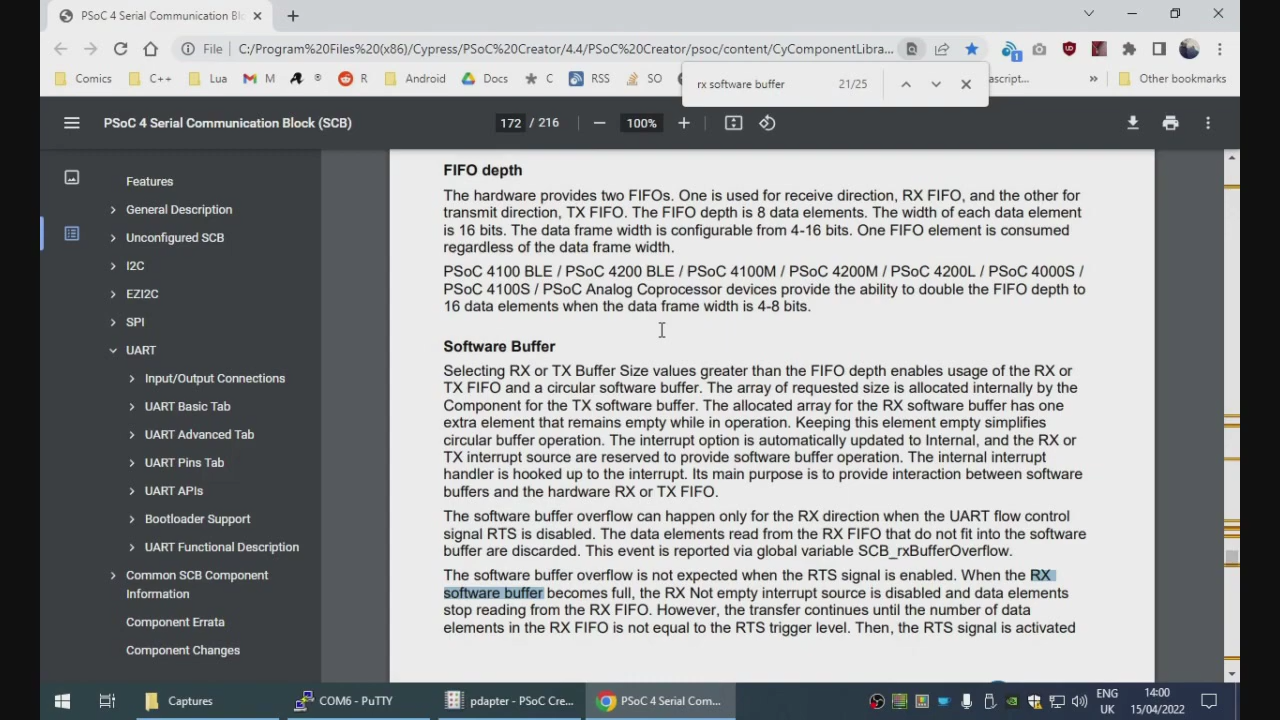 PSoC 4 Serial Communication Bl
File
C:/Program%20Files%20(x86)/Cypress/PSoC%20Creator/4.4/PSoC%20Creator/psoc/content/CyComponentLibra...
1
Comics
C++
Lua
M
R
Android
Docs
C
RSS
SO
ascript...
»
Other bookmarks
rx software buffer
21/25
PSoC 4 Serial Communication Block (SCB)
172 / 216
100%
Features
General Description
Unconfigured SCB
I2C
EZI2C
SPI
UART
Input/Output Connections
UART Basic Tab
UART Advanced Tab
UART Pins Tab
UART APIs
Bootloader Support
UART Functional Description
Common SCB Component
Information
Component Errata
Component Changes
FIFO depth
The hardware provides two FIFOs. One is used for receive direction, RX FIFO, and the other for
transmit direction, TX FIFO. The FIFO depth is 8 data elements. The width of each data element
is 16 bits. The data frame width is configurable from 4-16 bits. One FIFO element is consumed
regardless of the data frame width.
PSoC 4100 BLE / PSoC 4200 BLE / PSoC 4100M / PSoC 4200M / PSoC 4200L / PSoC 4000S /
PSoC 4100S / PSoC Analog Coprocessor devices provide the ability to double the FIFO depth to
16 data elements when the data frame width is 4-8 bits.
Software Buffer
Selecting RX or TX Buffer Size values greater than the FIFO depth enables usage of the RX or
TX FIFO and a circular software buffer. The array of requested size is allocated internally by the
Component for the TX software buffer. The allocated array for the RX software buffer has one
extra element that remains empty while in operation. Keeping this element empty simplifies
circular buffer operation. The interrupt option is automatically updated to Internal, and the RX or
TX interrupt source are reserved to provide software buffer operation. The internal interrupt
handler is hooked up to the interrupt. Its main purpose is to provide interaction between software
buffers and the hardware RX or TX FIFO.
The software buffer overflow can happen only for the RX direction when the UART flow control
signal RTS is disabled. The data elements read from the RX FIFO that do not fit into the software
buffer are discarded. This event is reported via global variable SCB_rxBufferOverflow.
The software buffer overflow is not expected when the RTS signal is enabled. When the RX
software buffer becomes full, the RX Not empty interrupt source is disabled and data elements
stop reading from the RX FIFO. However, the transfer continues until the number of data
elements in the RX FIFO is not equal to the RTS trigger level. Then, the RTS signal is activated
Captures
COM6 - PuTTY
pdapter - PSoC Cre...
PSoC 4 Serial Com...
ENG
UK
14:00
15/04/2022